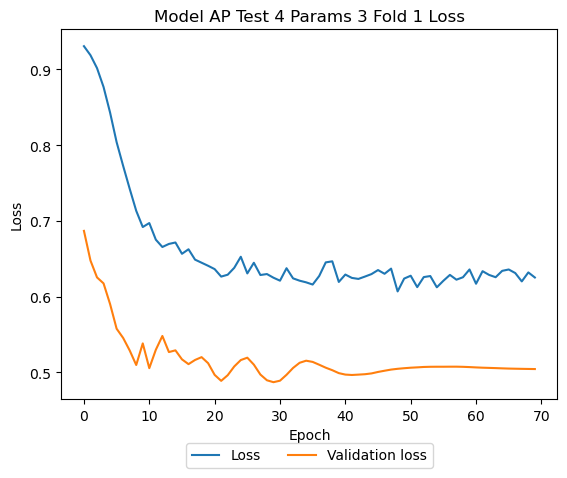 Model AP Test 4 Params 3 Fold 1 Loss
0.9
0.8
0.7
0.6
0.5
Loss
0 10 20 30 40 50 60 70
Epoch
Loss Validation loss